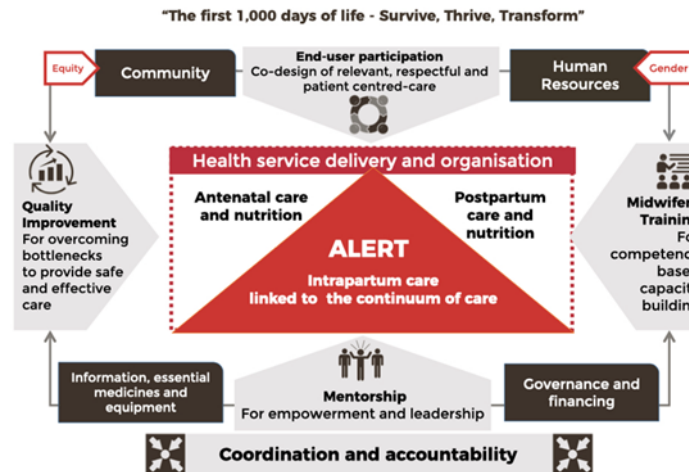 "The first 1,000 days of life - Survive, Thrive, Transform"
Equity
Community
End-user participation
Co-design of relevant, respectful and
patient centred-care
Human
Resources
Gender
Health service delivery and organisation
Antenatal care
and nutrition
Postpartum
care and
nutrition
ALERT
Intrapartum care
linked to the continuum of care
Quality
Improvement
For overcoming
bottlenecks
to provide safe
and effective
care
Information, essential
medicines and
equipment
Mentorship
For empowerment and leadership
Governance and
financing
Coordination and accountability